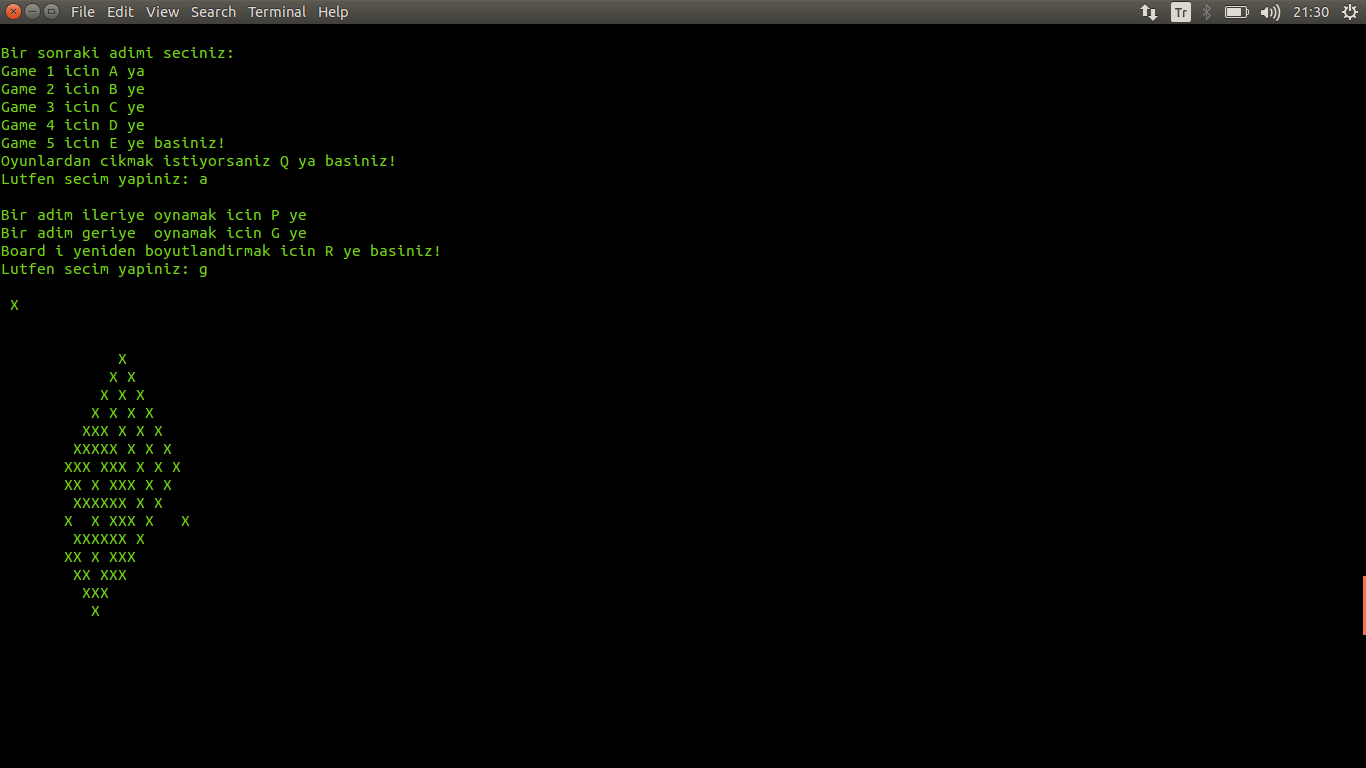 File Edit View Search Terminal Help Tr 21:30
Bir sonraki adimi seciniz:
Game 1 icin A ya
Game 2 icin B ye
Game 3 icin C ye
Game 4 icin D ye
Game 5 icin E ye basiniz!
Oyunlardan cikmak istiyorsaniz Q ya basiniz!
Lutfen secim yapiniz: a

Bir adim ileriye oynamak icin P ye
Bir adim geriye  oynamak icin G ye
Board i yeniden boyutlandirmak icin R ye basiniz!
Lutfen secim yapiniz: g

 X


             X
            X X
           X X X
          X X X X
         XXX X X X
        XXXXX X X X
       XXX XXX X X X
       XX X XXX X X
        XXXXXX X X
       X  X XXX X   X
        XXXXXX X
       XX X XXX
        XX XXX
         XXX
          X